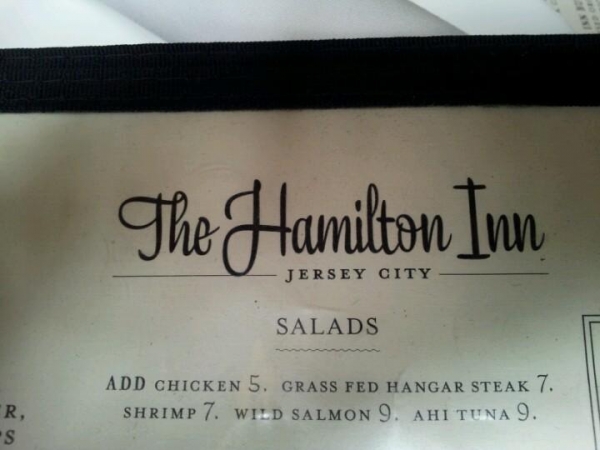 The Hamilton Inn
JERSEY CITY
SALADS
ADD CHICKEN 5. GRASS FED HANGAR STEAK 7.
SHRIMP 7. WILD SALMON 9. AHI TUNA 9.